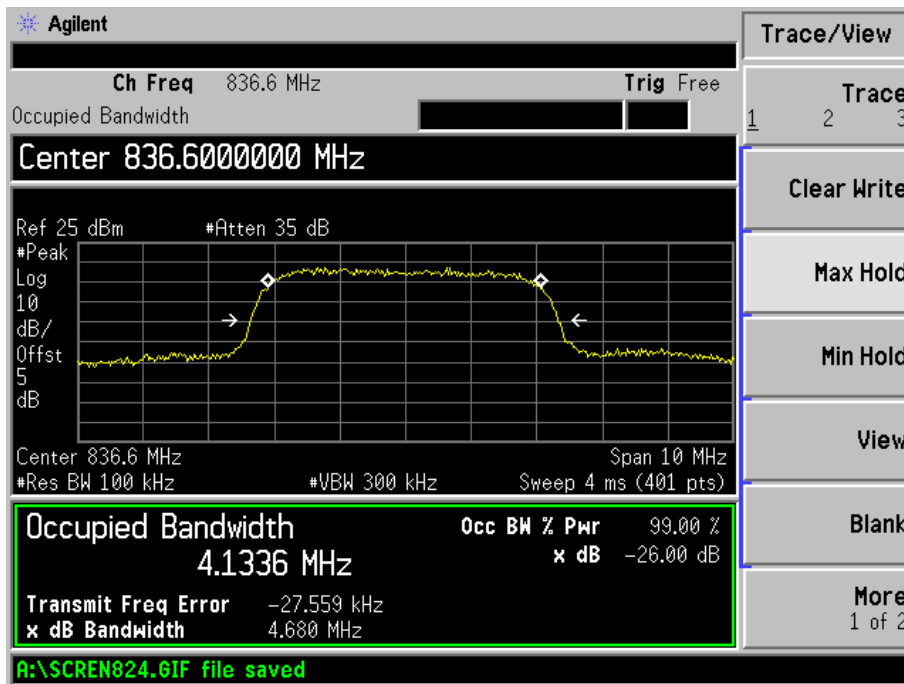 Agilent
Trace/View
Ch Freq 836.6 MHz Trig Free
Occupied Bandwidth
Trace
1 2 3
Center 836.6000000 MHz
Clear Write
Ref 25 dBm #Atten 35 dB
#Peak
Log
10
dB/
Offst
5
dB
Max Hold
Min Hold
Center 836.6 MHz Span 10 MHz
#Res BW 100 kHz #VBW 300 kHz Sweep 4 ms (401 pts)
View
Occupied Bandwidth Occ BW % Pwr 99.00 %
4.1336 MHz x dB -26.00 dB
Blank
Transmit Freq Error -27.559 kHz
x dB Bandwidth 4.680 MHz
More
1 of 2
A:\SCREN824.GIF file saved